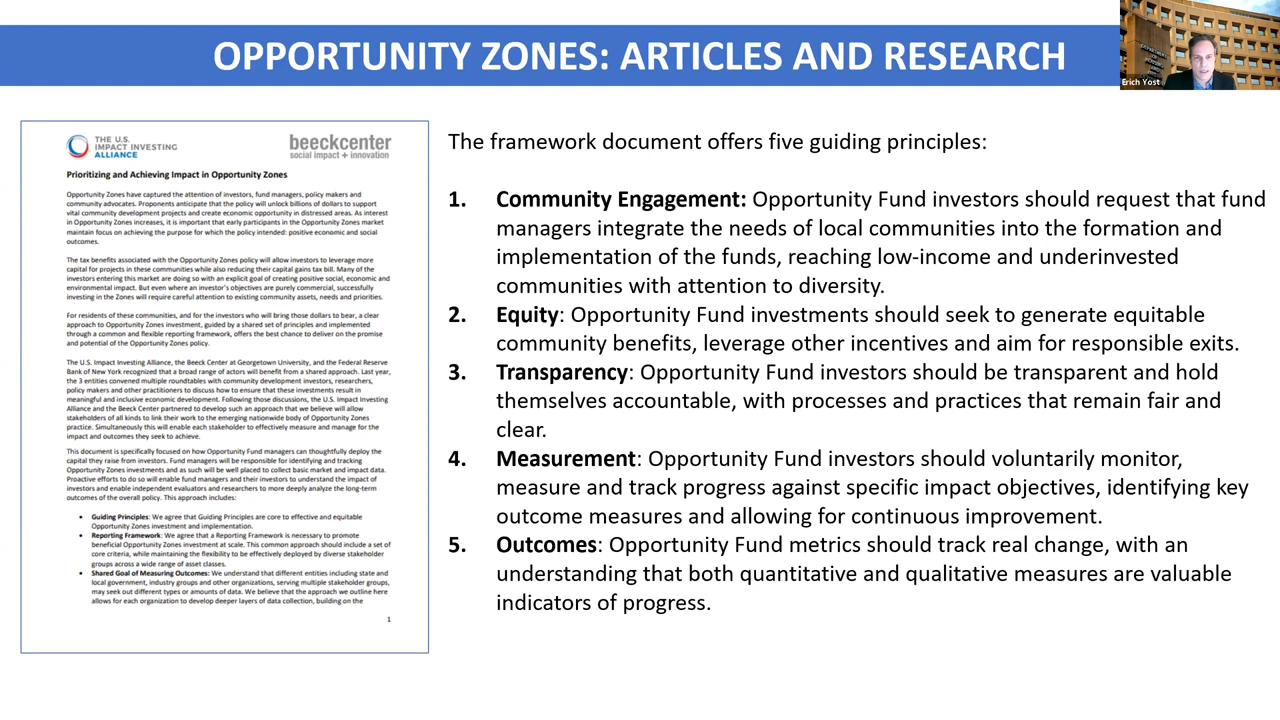 OPPORTUNITY ZONES: ARTICLES AND RESEARCH
Erich Yost
THE U.S.
IMPACT INVESTING
ALLIANCE
beeckcenter
social impact + innovation
Prioritizing and Achieving Impact in Opportunity Zones
Opportunity Zones have captured the attention of investors, fund managers, policy makers and
community advocates. Proponents anticipate that the policy will unlock billions of dollars to support
vital community development projects and create economic opportunity in distressed areas. As interest
in Opportunity Zones increases, it is important that early participants in the Opportunity Zones market
maintain focus on achieving the purpose for which the policy intended: positive economic and social
outcomes.
The tax benefits associated with the Opportunity Zones policy will allow investors to leverage more
capital for projects in these communities while also reducing their capital gains tax bill. Many of the
investors entering this market are doing so with an explicit goal of creating positive social, economic and
environmental impact. But even where an investor's objectives are purely commercial, successfully
investing in the Zones will require careful attention to existing community assets, needs and priorities.
For residents of these communities, and for the investors who will bring those dollars to bear, a clear
approach to Opportunity Zones investment, guided by a shared set of principles and implemented
through a common and flexible reporting framework, offers the best chance to deliver on the promise
and potential of the Opportunity Zones policy.
The U.S. Impact Investing Alliance, the Beeck Center at Georgetown University, and the Federal Reserve
Bank of New York recognized that a broad range of actors will benefit from a shared approach. Last year,
the 3 entities convened multiple roundtables with community development investors, researchers,
policy makers and other practitioners to discuss how to ensure that these investments result in
meaningful and inclusive economic development. Following those discussions, the U.S. Impact Investing
Alliance and the Beeck Center partnered to develop such an approach that we believe will allow
stakeholders of all kinds to link their work to the emerging nationwide body of Opportunity Zones
practice. Simultaneously this will enable each stakeholder to effectively measure and manage for the
impact and outcomes they seek to achieve.
This document is specifically focused on how Opportunity Fund managers can thoughtfully deploy the
capital they raise from investors. Fund managers will be responsible for identifying and tracking
Opportunity Zones investments and as such will be well placed to collect basic market and impact data.
Proactive efforts to do so will enable fund managers and their investors to understand the impact of
investments and enable independent evaluators and researchers to more deeply analyze the long-term
outcomes of the overall policy. This approach includes:
• Guiding Principles: We agree that Guiding Principles are core to effective and equitable
Opportunity Zones investment and implementation.
• Reporting Framework: We agree that a Reporting Framework is necessary to promote
beneficial Opportunity Zones investment at scale. This common approach should include a set of
core criteria, while maintaining the flexibility to be effectively deployed by diverse stakeholder
groups across a wide range of asset classes.
• Shared Goal of Measuring Outcomes: We understand that different entities including state and
local government, industry groups and other organizations, serving multiple stakeholder groups,
may seek out different types or amounts of data. We believe that the approach we outline here
allows for each organization to develop deeper layers of data collection, building on the
1
The framework document offers five guiding principles:
1. Community Engagement: Opportunity Fund investors should request that fund
managers integrate the needs of local communities into the formation and
implementation of the funds, reaching low-income and underinvested
communities with attention to diversity.
2. Equity: Opportunity Fund investments should seek to generate equitable
community benefits, leverage other incentives and aim for responsible exits.
3. Transparency: Opportunity Fund investors should be transparent and hold
themselves accountable, with processes and practices that remain fair and
clear.
4. Measurement: Opportunity Fund investors should voluntarily monitor,
measure and track progress against specific impact objectives, identifying key
outcome measures and allowing for continuous improvement.
5. Outcomes: Opportunity Fund metrics should track real change, with an
understanding that both quantitative and qualitative measures are valuable
indicators of progress.